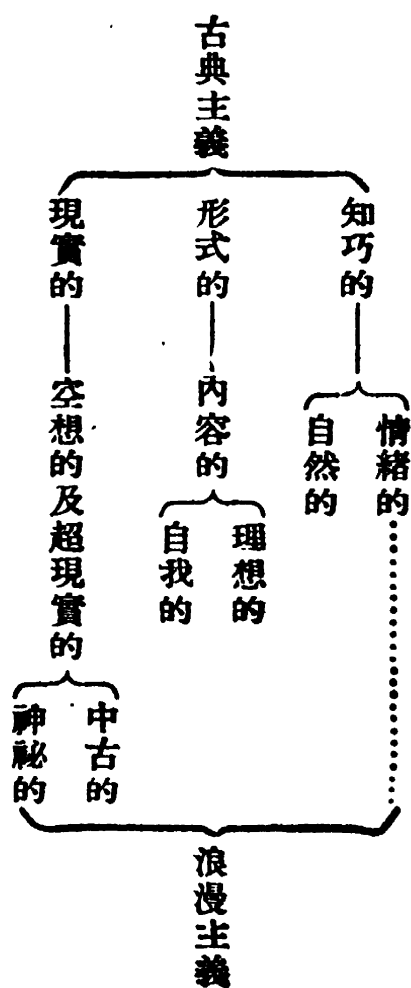 古典主義
知巧的
形式的
現實的
情緒的
自然的
內容的
理想的
自我的
空想的及超現實的
中古的
神祕的
浪漫主義